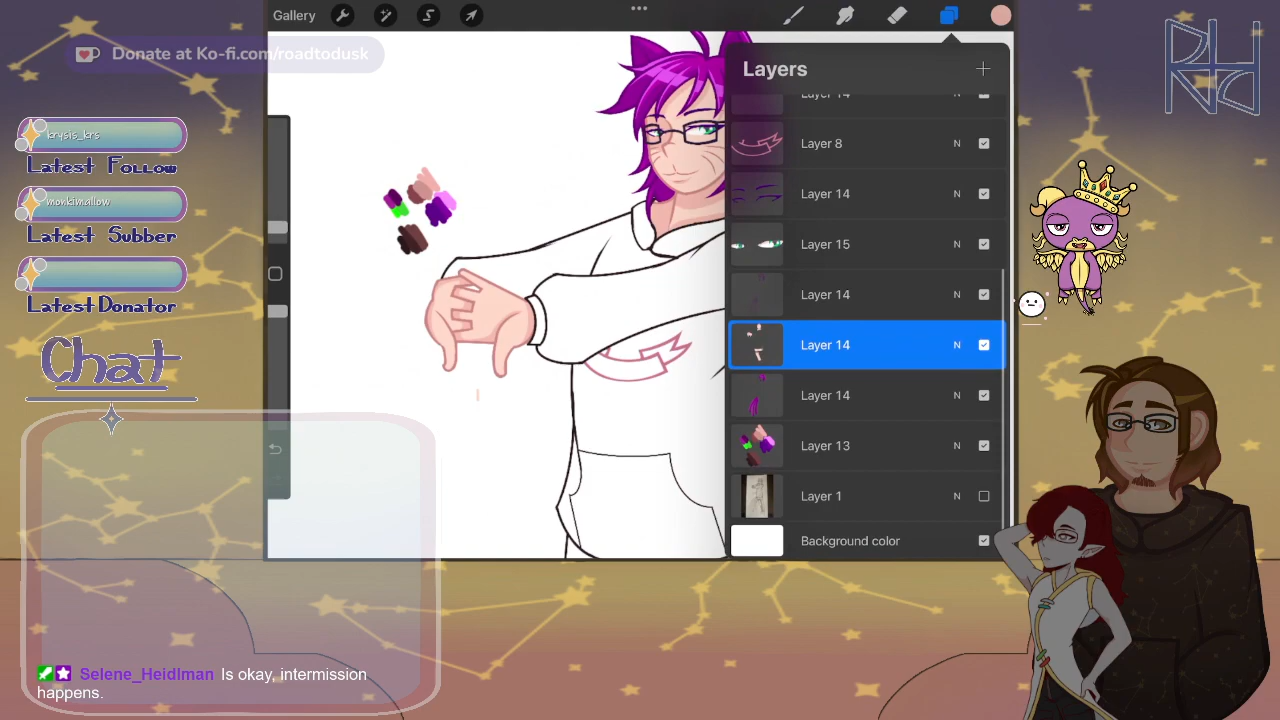 Gallery
Donate at Ko-fi.com/roadtodusk
Layers
Layer 14 N
krysis_krs
Layer 8 N
Latest Follow
Layer 14 N
monkimallow
Latest Subber
Layer 15 N
Layer 14 N
Latest Donator
Layer 14 N
Chat
Layer 14 N
Layer 13 N
Layer 1 N
Background color
Selene_Heidlman Is okay, intermission
happens.